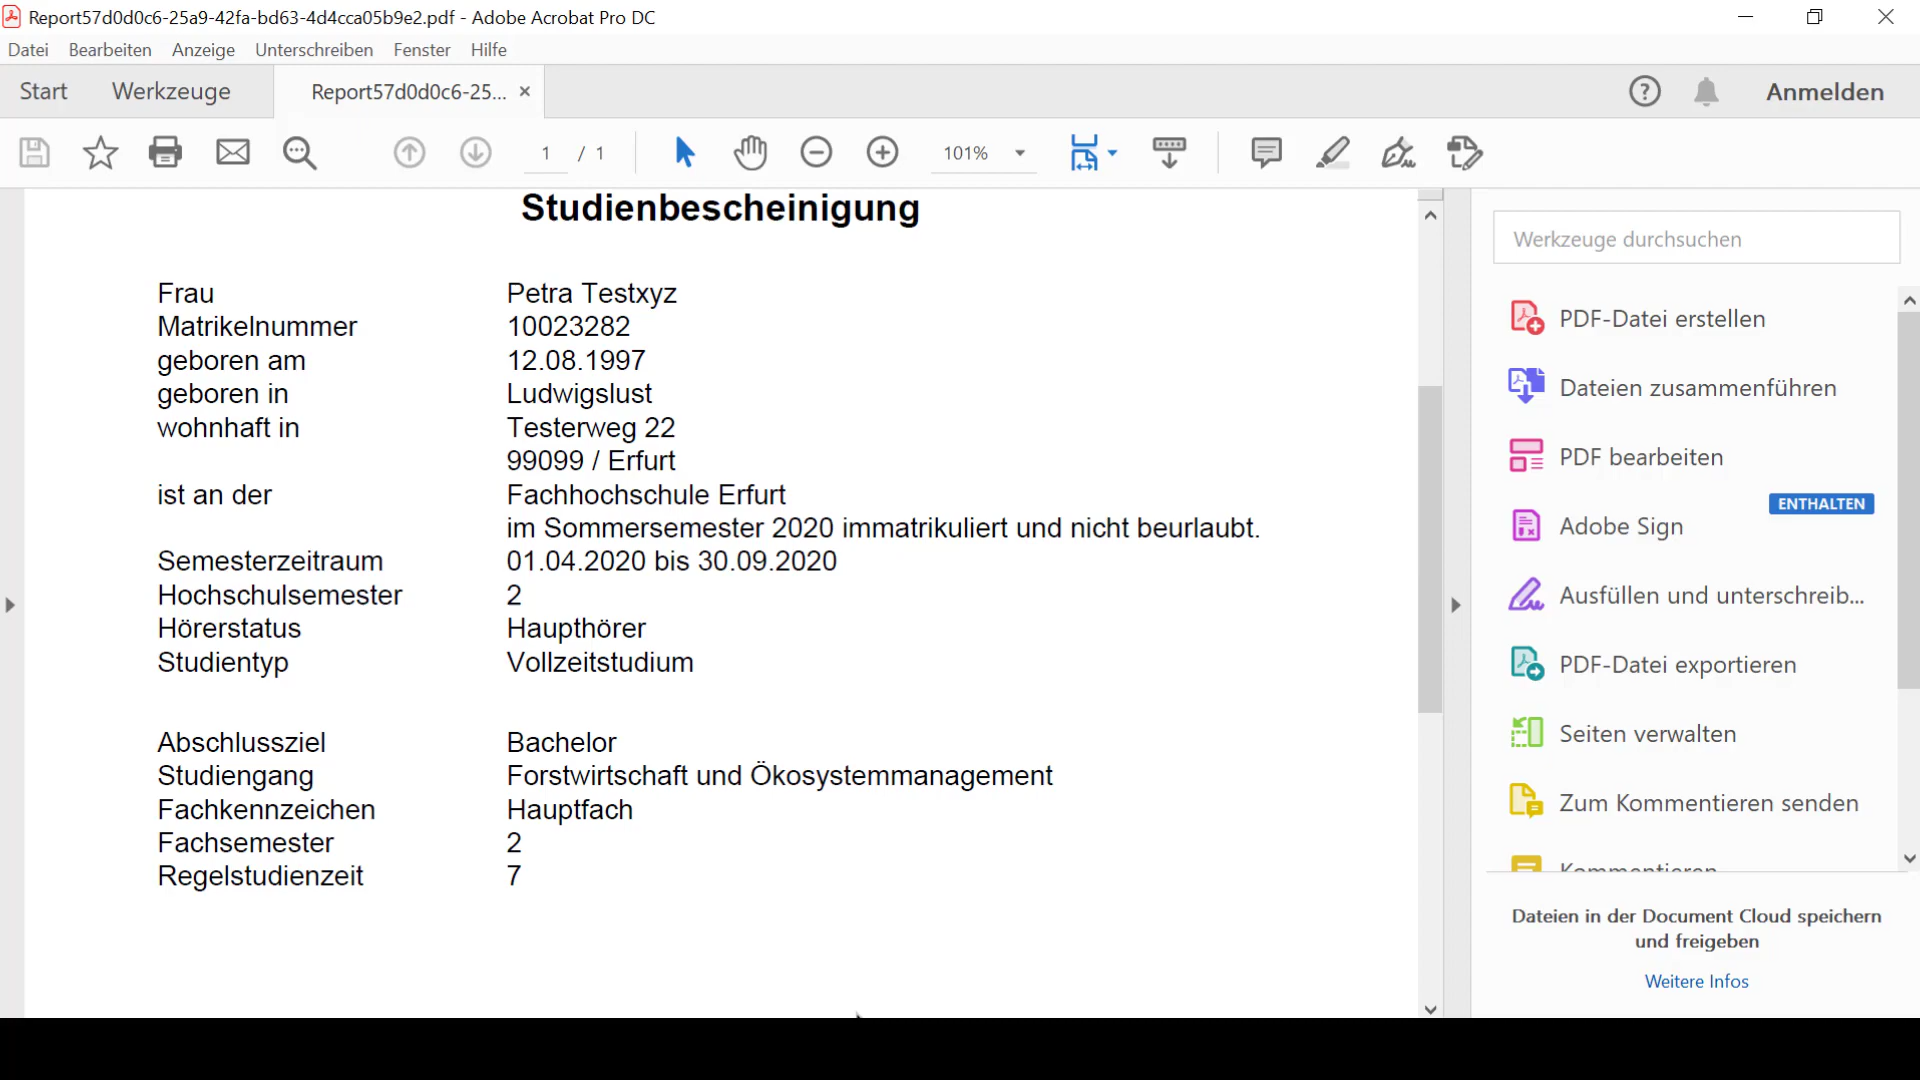 Report57d0d0c6-25a9-42fa-bd63-4d4cca05b9e2.pdf - Adobe Acrobat Pro DC
Datei Bearbeiten Anzeige Unterschreiben Fenster Hilfe
Start Werkzeuge Report57d0d0c6-25... × Anmelden
1 / 1 101%
Studienbescheinigung
Frau Petra Testxyz
Matrikelnummer 10023282
geboren am 12.08.1997
geboren in Ludwigslust
wohnhaft in Testerweg 22
99099 / Erfurt
ist an der Fachhochschule Erfurt
im Sommersemester 2020 immatrikuliert und nicht beurlaubt.
Semesterzeitraum 01.04.2020 bis 30.09.2020
Hochschulsemester 2
Hörerstatus Haupthörer
Studientyp Vollzeitstudium
Abschlussziel Bachelor
Studiengang Forstwirtschaft und Ökosystemmanagement
Fachkennzeichen Hauptfach
Fachsemester 2
Regelstudienzeit 7
Werkzeuge durchsuchen
PDF-Datei erstellen
Dateien zusammenführen
PDF bearbeiten
ENTHALTEN
Adobe Sign
Ausfüllen und unterschreib...
PDF-Datei exportieren
Seiten verwalten
Zum Kommentieren senden
Kommentieren
Dateien in der Document Cloud speichern
und freigeben
Weitere Infos